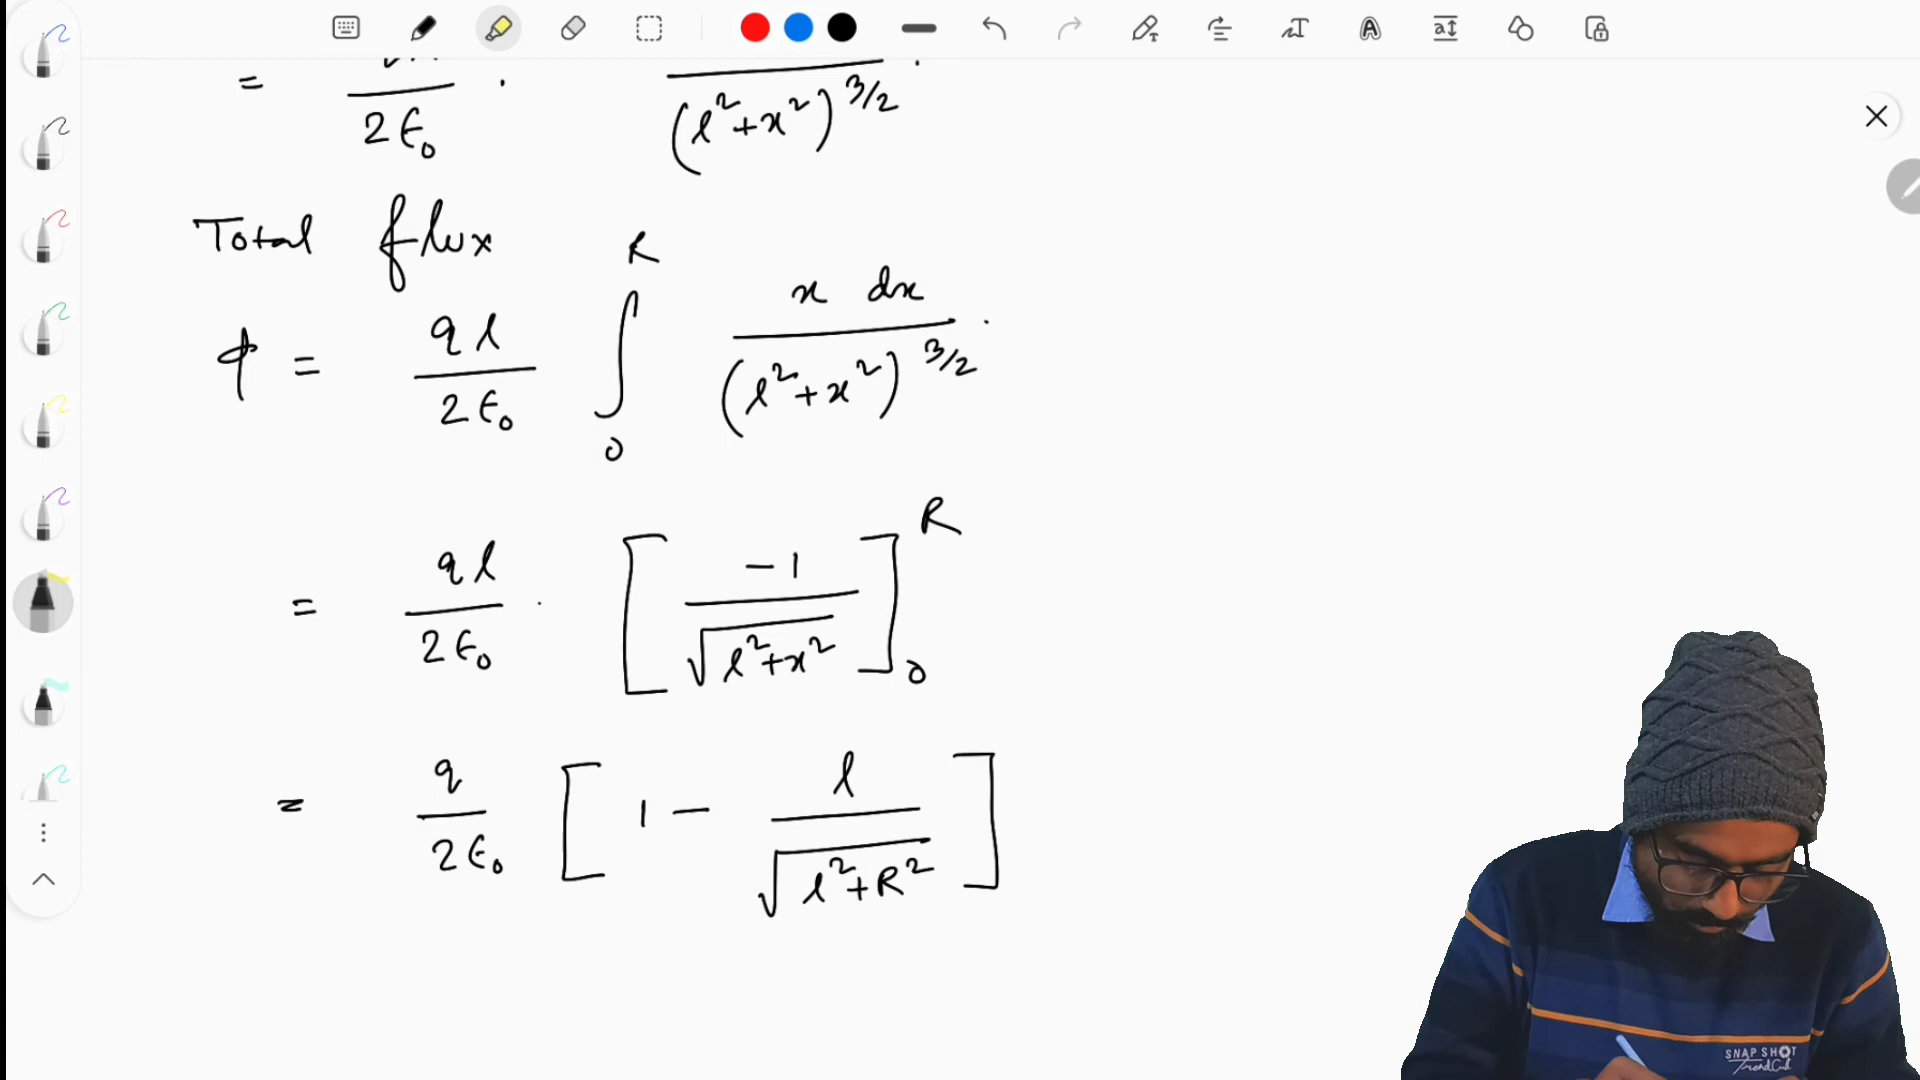 = 2ε₀ . (l²+x²)^3/2 .
Total flux
ϕ = ql/2ε₀ ∫₀^R x dx/(l²+x²)^3/2 .
= ql/2ε₀ . [-1/√(l²+x²)]₀^R
= q/2ε₀ [1 - l/√(l²+R²)]
SNAP SHOT